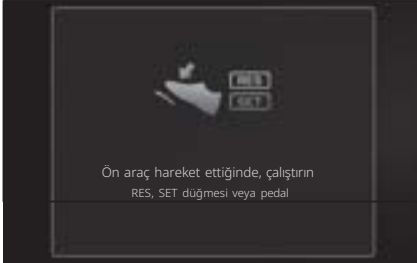 RES
SET
Ön araç hareket ettiğinde, çalıştırın
RES, SET düğmesi veya pedal